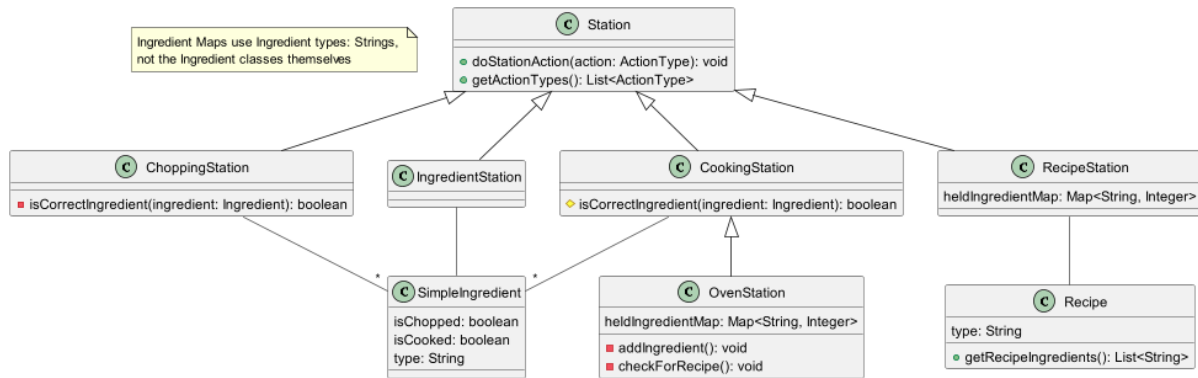 Ingredient Maps use Ingredient types: Strings,
not the Ingredient classes themselves
C Station
doStationAction(action: ActionType): void
getActionTypes(): List<ActionType>
C ChoppingStation
isCorrectIngredient(ingredient: Ingredient): boolean
C IngredientStation
C CookingStation
isCorrectIngredient(ingredient: Ingredient): boolean
C RecipeStation
heldIngredientMap: Map<String, Integer>
*
*
C SimpleIngredient
isChopped: boolean
isCooked: boolean
type: String
C OvenStation
heldIngredientMap: Map<String, Integer>
addIngredient(): void
checkForRecipe(): void
C Recipe
type: String
getRecipeIngredients(): List<String>